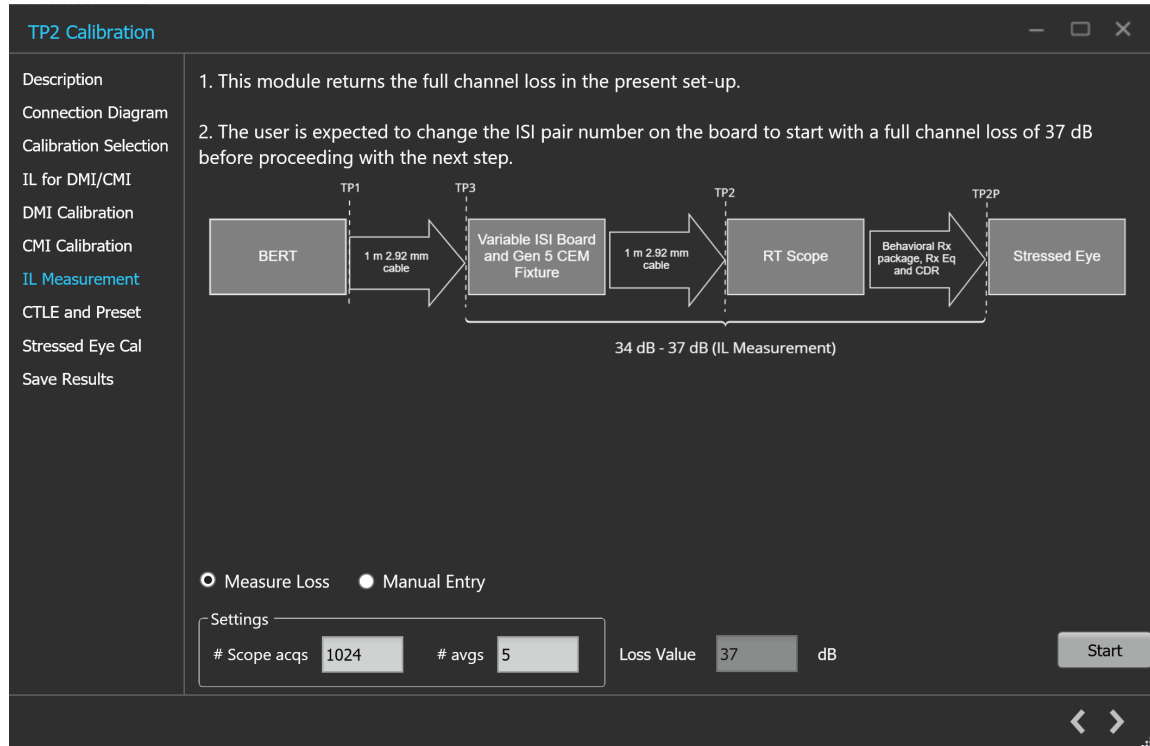 TP2 Calibration
Description
Connection Diagram
Calibration Selection
IL for DMI/CMI
DMI Calibration
CMI Calibration
IL Measurement
CTLE and Preset
Stressed Eye Cal
Save Results
1. This module returns the full channel loss in the present set-up.
2. The user is expected to change the ISI pair number on the board to start with a full channel loss of 37 dB
before proceeding with the next step.
TP1
TP3
TP2
TP2P
BERT
1 m 2.92 mm
cable
Variable ISI Board
and Gen 5 CEM
Fixture
1 m 2.92 mm
cable
RT Scope
Behavioral Rx
package, Rx Eq
and CDR
Stressed Eye
34 dB - 37 dB (IL Measurement)
Measure Loss
Manual Entry
Settings
# Scope acqs 1024
# avgs 5
Loss Value 37 dB
Start